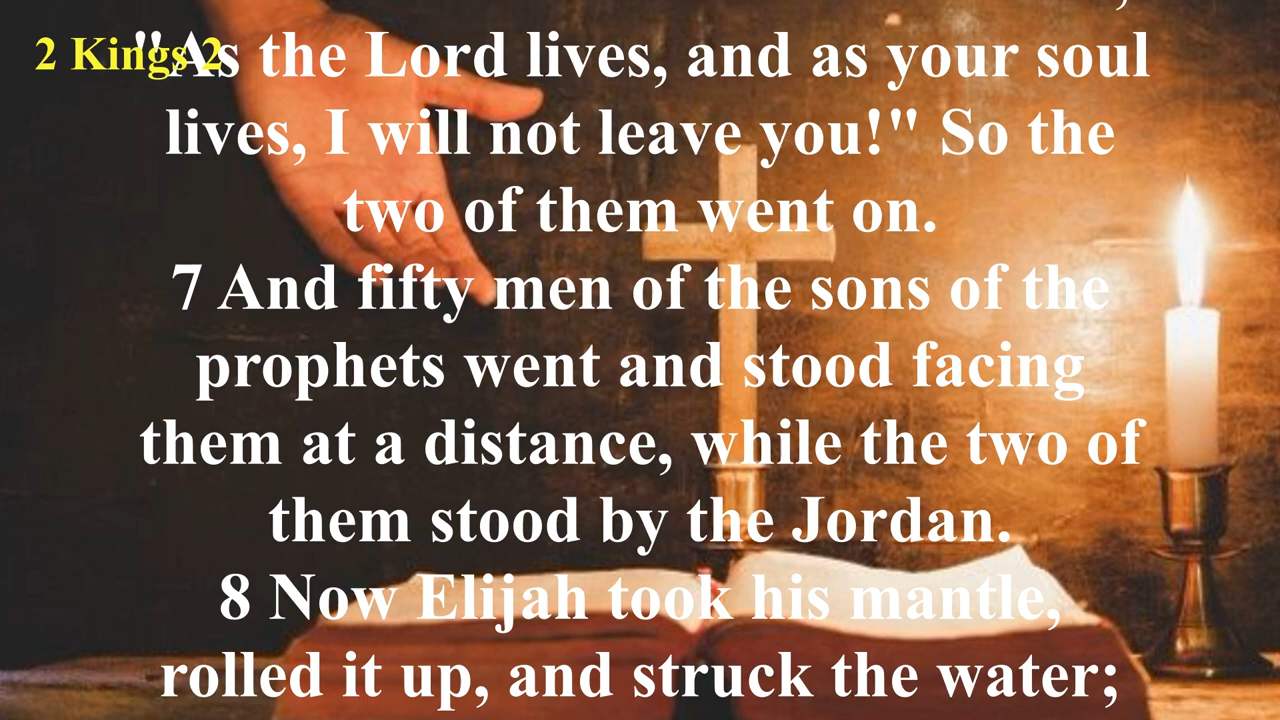 2 Kings 2
"As the Lord lives, and as your soul
lives, I will not leave you!" So the
two of them went on.
7 And fifty men of the sons of the
prophets went and stood facing
them at a distance, while the two of
them stood by the Jordan.
8 Now Elijah took his mantle,
rolled it up, and struck the water;